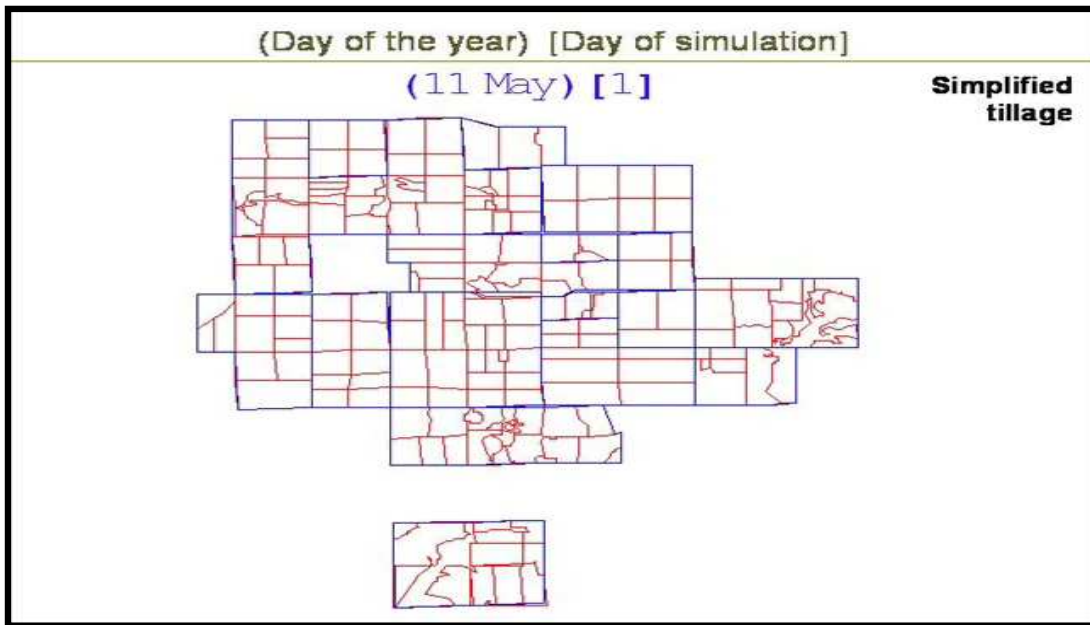 (Day of the year) [Day of simulation]
(11 May) [1]
Simplified
tillage